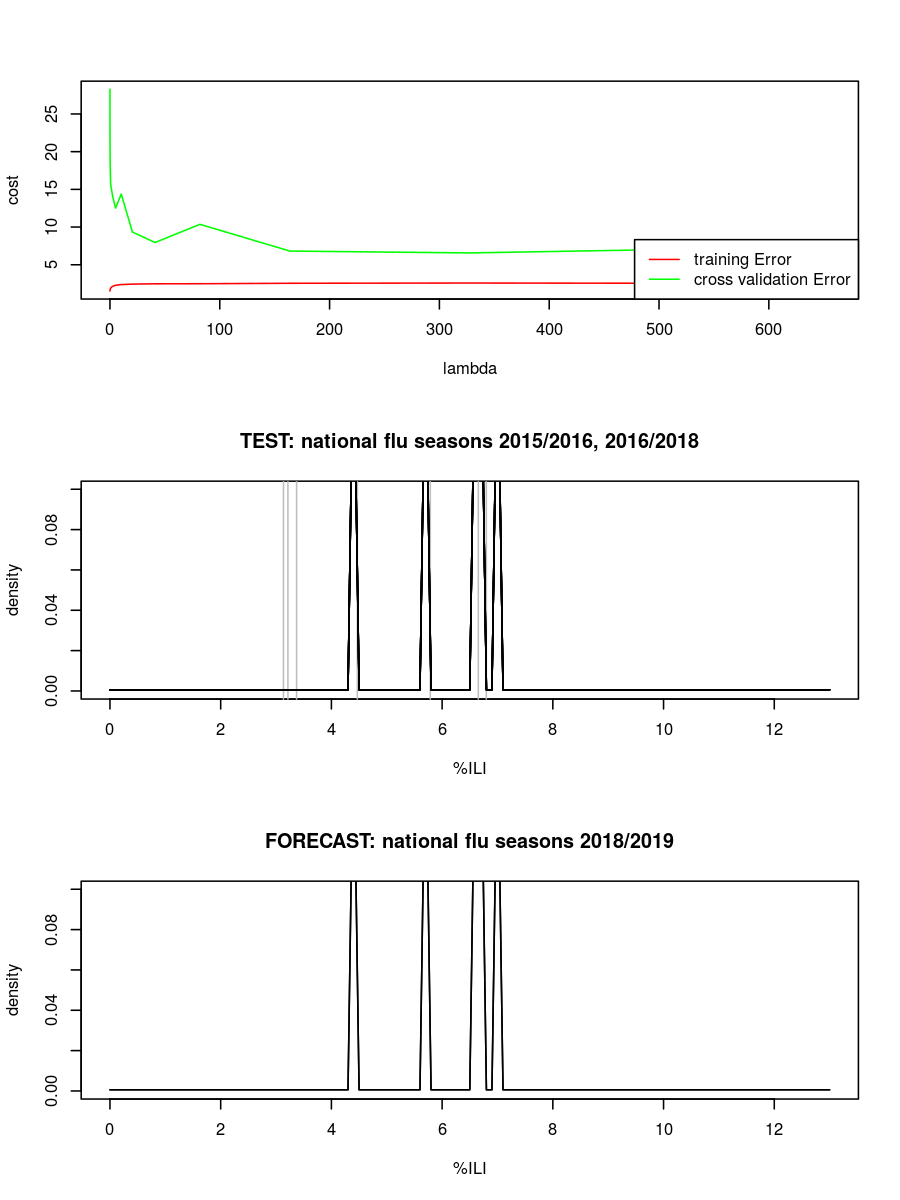 25
20
15
10
5
cost
training Error
cross validation Error
0 100 200 300 400 500 600
lambda
TEST: national flu seasons 2015/2016, 2016/2018
0.08
0.04
0.00
density
0 2 4 6 8 10 12
%ILI
FORECAST: national flu seasons 2018/2019
0.08
0.04
0.00
density
0 2 4 6 8 10 12
%ILI